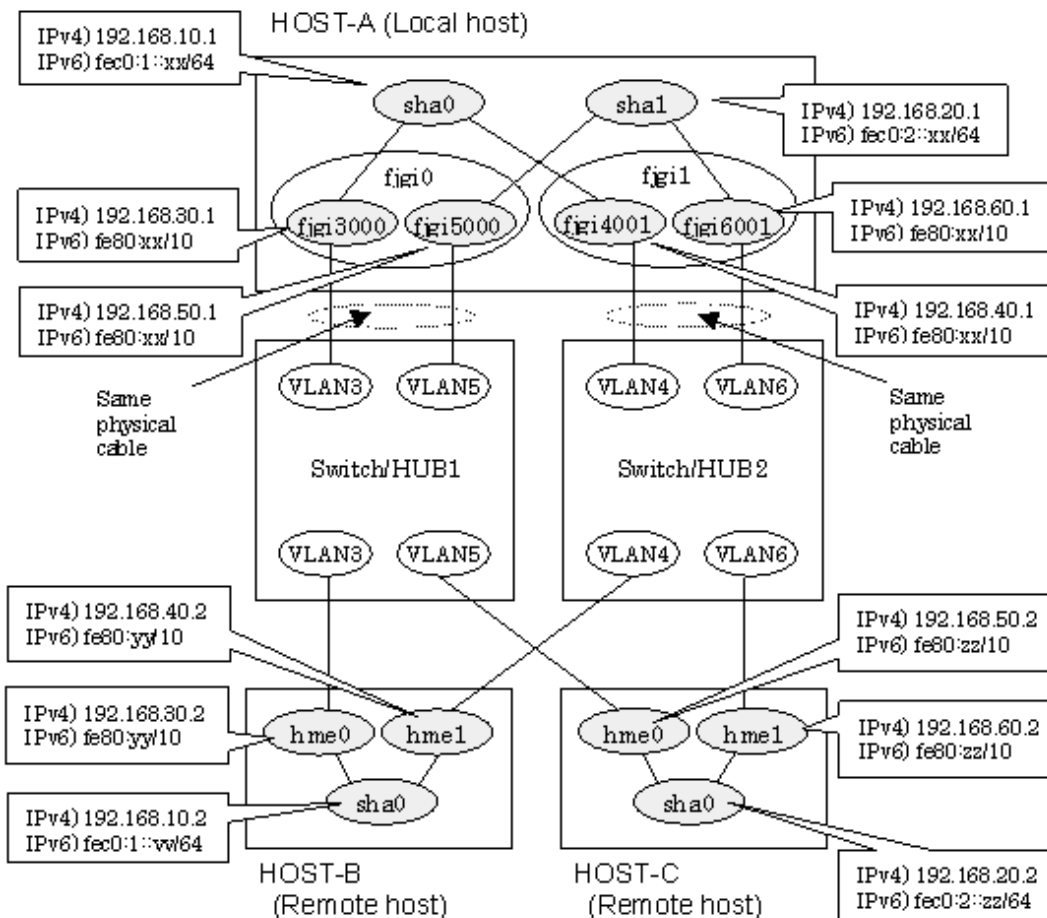 HOST-A (Local host)
IPv4) 192.168.10.1
IPv6) fec0:1::xx/64
sha0
sha1
IPv4) 192.168.20.1
IPv6) fec0:2::xx/64
fjgi0
fjgi1
IPv4) 192.168.30.1
IPv6) fe80:xx/10
fjgi3000
fjgi5000
fjgi4001
fjgi6001
IPv4) 192.168.60.1
IPv6) fe80:xx/10
IPv4) 192.168.50.1
IPv6) fe80:xx/10
IPv4) 192.168.40.1
IPv6) fe80:xx/10
Same
physical
cable
VLAN3
VLAN5
VLAN4
VLAN6
Same
physical
cable
Switch/HUB1
Switch/HUB2
VLAN3
VLAN5
VLAN4
VLAN6
IPv4) 192.168.40.2
IPv6) fe80:yy/10
IPv4) 192.168.50.2
IPv6) fe80:zz/10
IPv4) 192.168.30.2
IPv6) fe80:yy/10
hme0
hme1
hme0
hme1
IPv4) 192.168.60.2
IPv6) fe80:zz/10
IPv4) 192.168.10.2
IPv6) fec0:1::vv/64
sha0
sha0
HOST-B
(Remote host)
HOST-C
(Remote host)
IPv4) 192.168.20.2
IPv6) fec0:2::zz/64